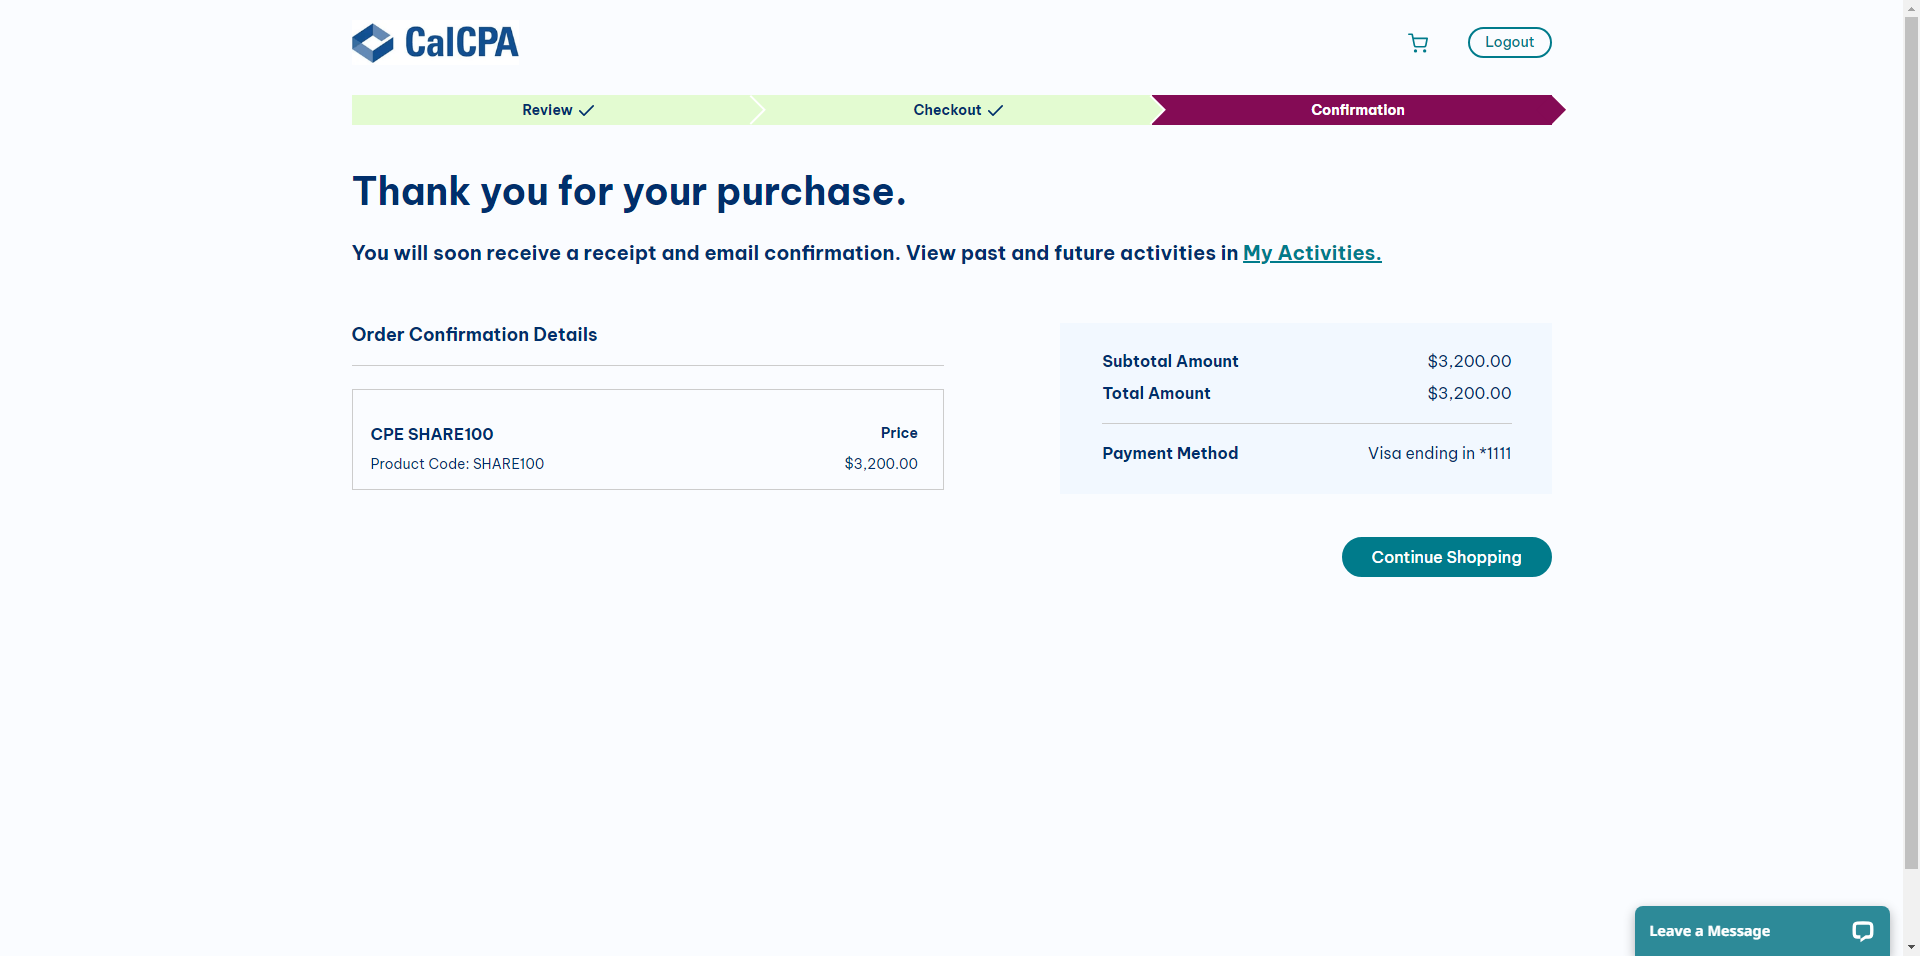 CalCPA
Logout
Review
Checkout
Confirmation
Thank you for your purchase.
You will soon receive a receipt and email confirmation. View past and future activities in My Activities.
Order Confirmation Details
CPE SHARE100
Price
Product Code: SHARE100
$3,200.00
Subtotal Amount
$3,200.00
Total Amount
$3,200.00
Payment Method
Visa ending in *1111
Continue Shopping
Leave a Message